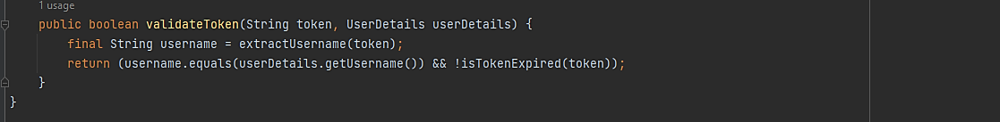 1 usage
public boolean validateToken(String token, UserDetails userDetails) {
final String username = extractUsername(token);
return (username.equals(userDetails.getUsername()) && !isTokenExpired(token));
}
}